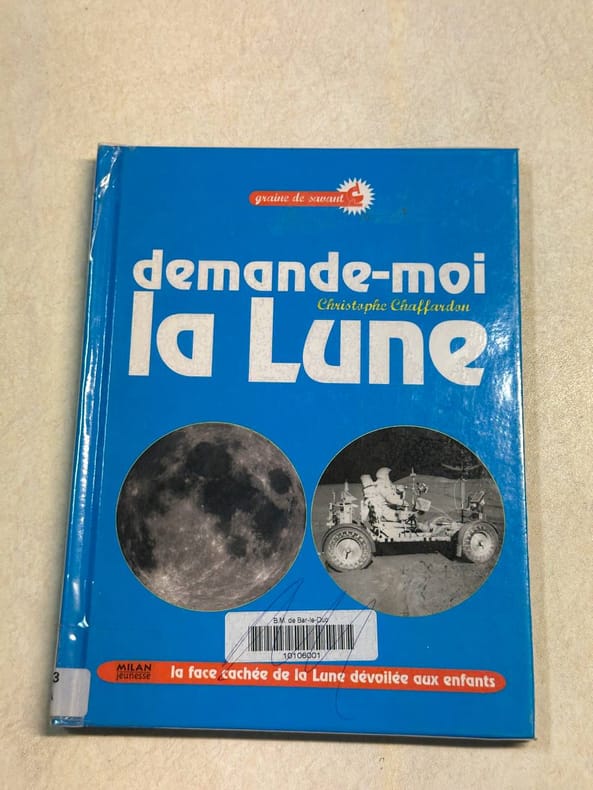 graine de savant
demande-moi
Christophe Chaffardon
la Lune
B.M. de Bar-le-Duc
10106001
MILAN
jeunesse
la face cachée de la Lune dévoilée aux enfants
3